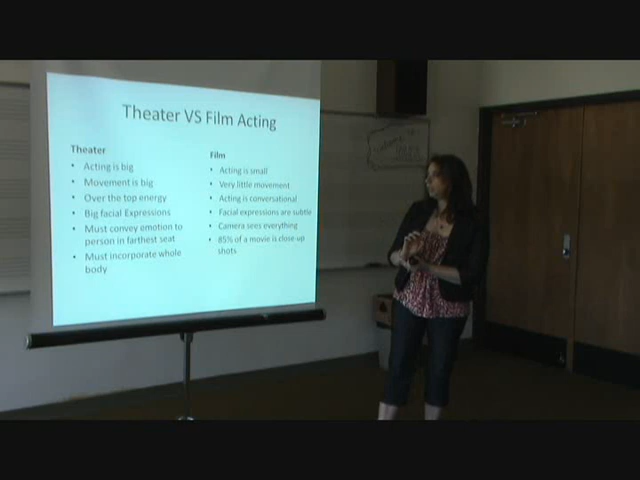 Theater VS Film Acting
Theater
• Acting is big
• Movement is big
• Over the top energy
• Big facial Expressions
• Must convey emotion to
person in farthest seat
• Must incorporate whole
body
Film
• Acting is small
• Very little movement
• Acting is conversational
• Facial expressions are subtle
• Camera sees everything
• 85% of a movie is close-up
shots